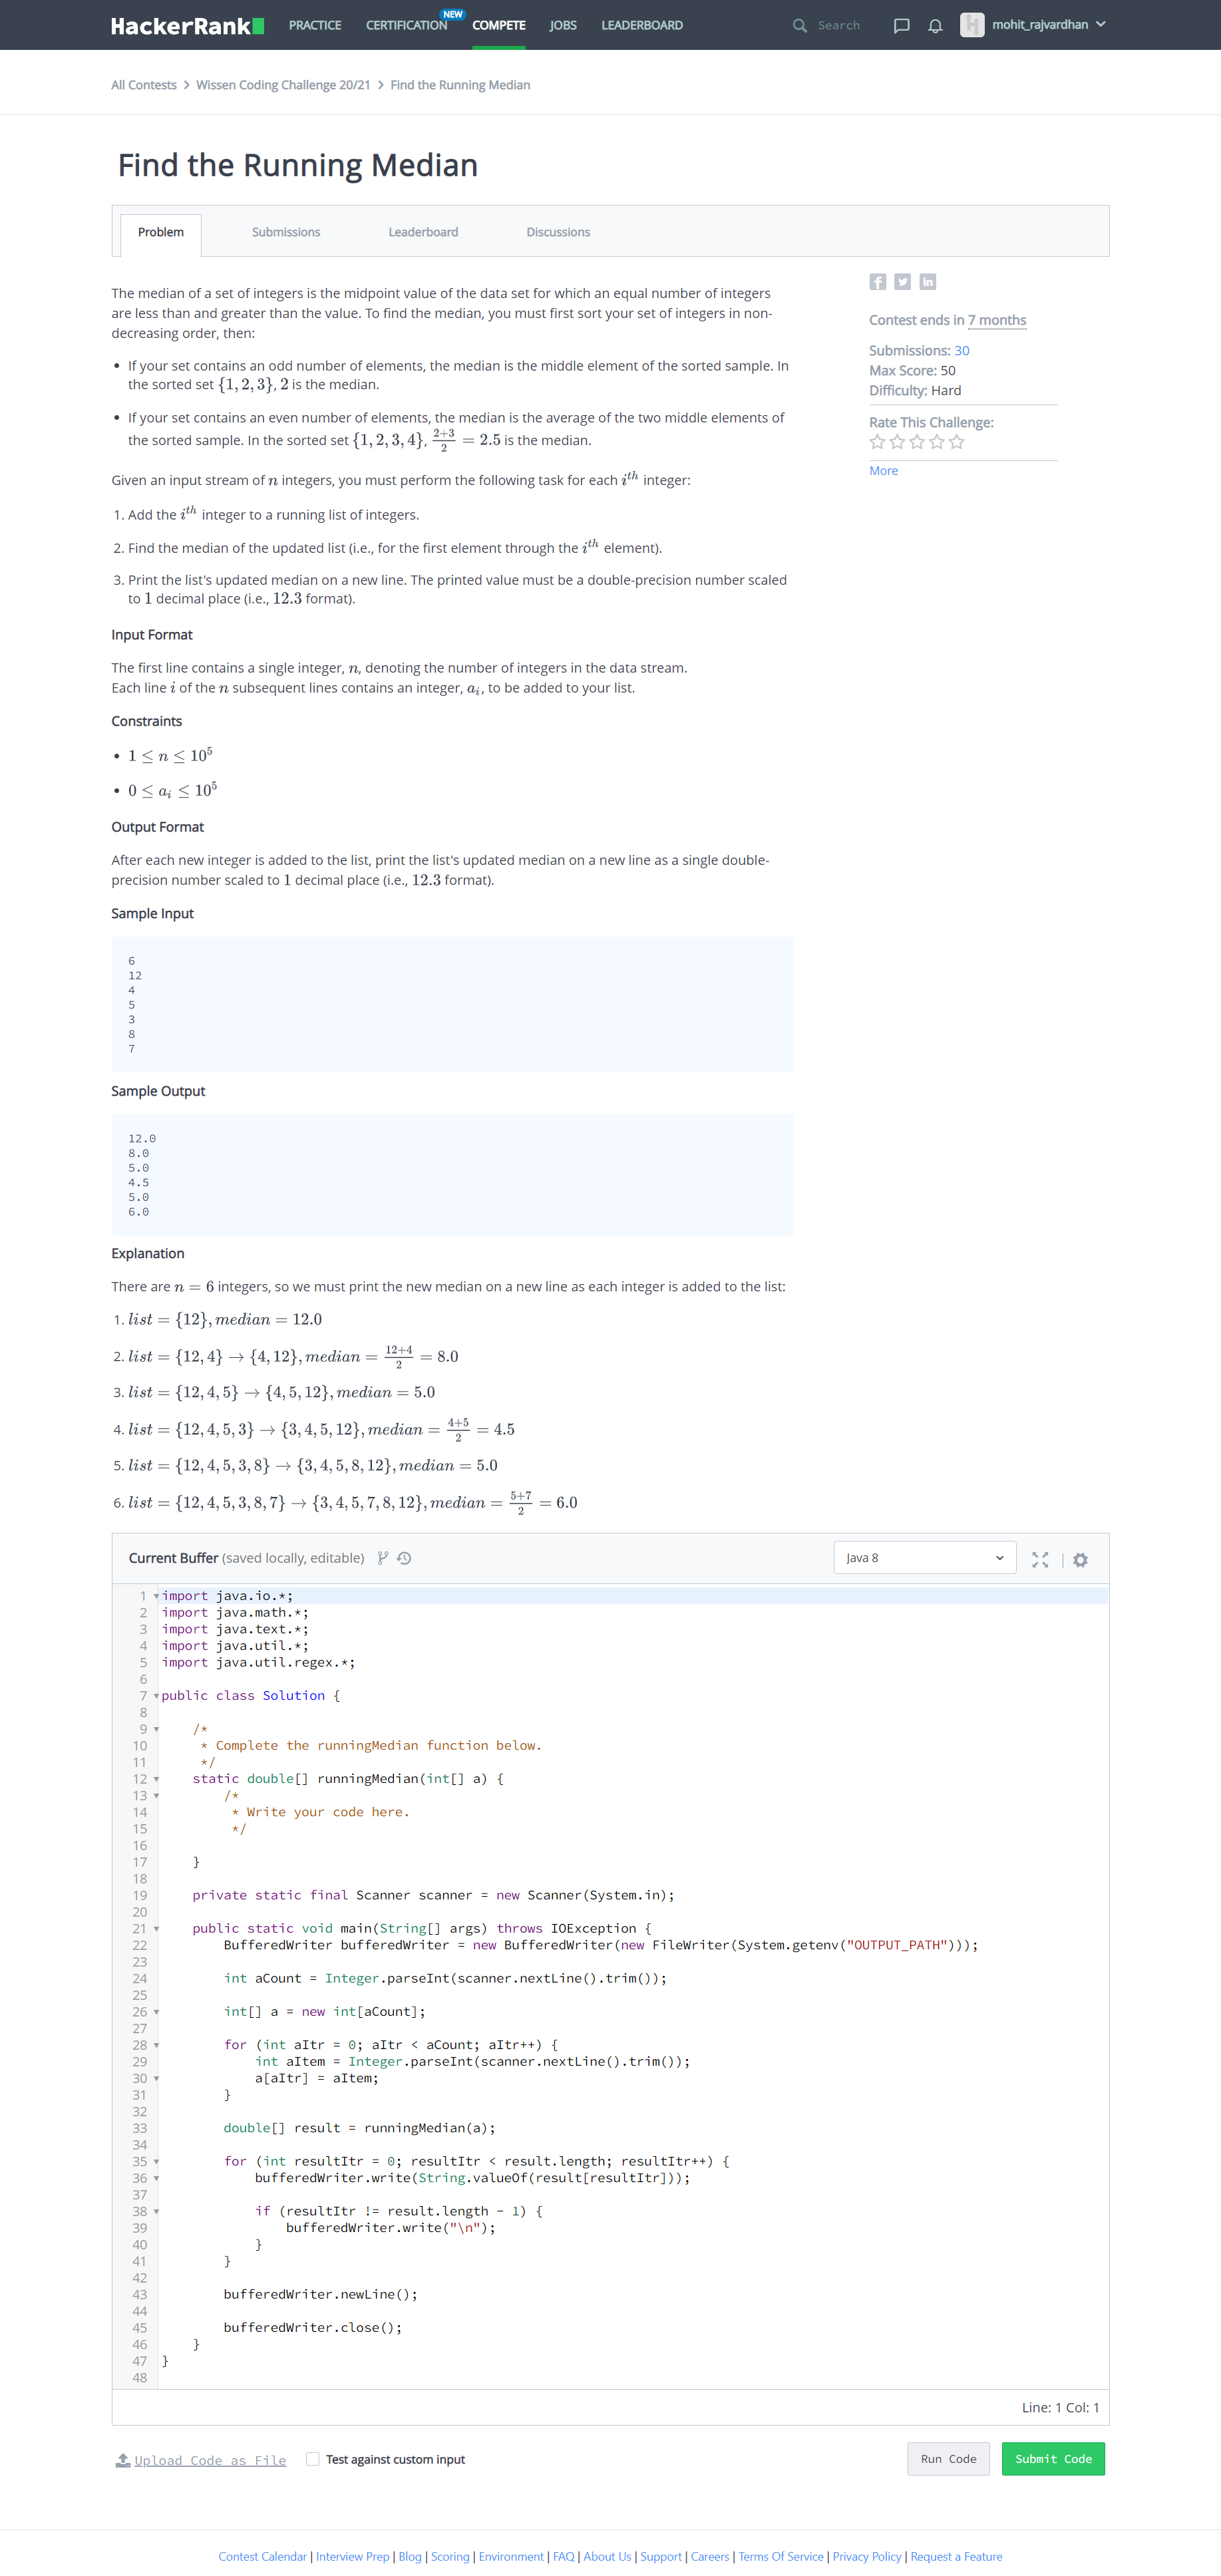 HackerRank
PRACTICE
CERTIFICATION
NEW
COMPETE
JOBS
LEADERBOARD
Search
mohit_rajvardhan
All Contests > Wissen Coding Challenge 20/21 > Find the Running Median
Find the Running Median
Problem
Submissions
Leaderboard
Discussions
The median of a set of integers is the midpoint value of the data set for which an equal number of integers
are less than and greater than the value. To find the median, you must first sort your set of integers in non-
decreasing order, then:
• If your set contains an odd number of elements, the median is the middle element of the sorted sample. In
the sorted set {1, 2, 3}, 2 is the median.
• If your set contains an even number of elements, the median is the average of the two middle elements of
the sorted sample. In the sorted set {1, 2, 3, 4}, (2+3)/2 = 2.5 is the median.
Given an input stream of n integers, you must perform the following task for each i^th integer:
1. Add the i^th integer to a running list of integers.
2. Find the median of the updated list (i.e., for the first element through the i^th element).
3. Print the list's updated median on a new line. The printed value must be a double-precision number scaled
to 1 decimal place (i.e., 12.3 format).
Input Format
The first line contains a single integer, n, denoting the number of integers in the data stream.
Each line i of the n subsequent lines contains an integer, a_i, to be added to your list.
Constraints
• 1 ≤ n ≤ 10^5
• 0 ≤ a_i ≤ 10^5
Output Format
After each new integer is added to the list, print the list's updated median on a new line as a single double-
precision number scaled to 1 decimal place (i.e., 12.3 format).
Sample Input
6
12
4
5
3
8
7
Sample Output
12.0
8.0
5.0
4.5
5.0
6.0
Explanation
There are n = 6 integers, so we must print the new median on a new line as each integer is added to the list:
1. list = {12}, median = 12.0
2. list = {12, 4} → {4, 12}, median = (12+4)/2 = 8.0
3. list = {12, 4, 5} → {4, 5, 12}, median = 5.0
4. list = {12, 4, 5, 3} → {3, 4, 5, 12}, median = (4+5)/2 = 4.5
5. list = {12, 4, 5, 3, 8} → {3, 4, 5, 8, 12}, median = 5.0
6. list = {12, 4, 5, 3, 8, 7} → {3, 4, 5, 7, 8, 12}, median = (5+7)/2 = 6.0
Contest ends in 7 months
Submissions: 30
Max Score: 50
Difficulty: Hard
Rate This Challenge:
More
Current Buffer (saved locally, editable)
Java 8
1 import java.io.*;
2 import java.math.*;
3 import java.text.*;
4 import java.util.*;
5 import java.util.regex.*;
6
7 public class Solution {
8
9     /*
10      * Complete the runningMedian function below.
11      */
12     static double[] runningMedian(int[] a) {
13         /*
14          * Write your code here.
15          */
16
17     }
18
19     private static final Scanner scanner = new Scanner(System.in);
20
21     public static void main(String[] args) throws IOException {
22         BufferedWriter bufferedWriter = new BufferedWriter(new FileWriter(System.getenv("OUTPUT_PATH")));
23
24         int aCount = Integer.parseInt(scanner.nextLine().trim());
25
26         int[] a = new int[aCount];
27
28         for (int aItr = 0; aItr < aCount; aItr++) {
29             int aItem = Integer.parseInt(scanner.nextLine().trim());
30             a[aItr] = aItem;
31         }
32
33         double[] result = runningMedian(a);
34
35         for (int resultItr = 0; resultItr < result.length; resultItr++) {
36             bufferedWriter.write(String.valueOf(result[resultItr]));
37
38             if (resultItr != result.length - 1) {
39                 bufferedWriter.write("\n");
40             }
41         }
42
43         bufferedWriter.newLine();
44
45         bufferedWriter.close();
46     }
47 }
48
Line: 1 Col: 1
Upload Code as File
Test against custom input
Run Code
Submit Code
Contest Calendar | Interview Prep | Blog | Scoring | Environment | FAQ | About Us | Support | Careers | Terms Of Service | Privacy Policy | Request a Feature